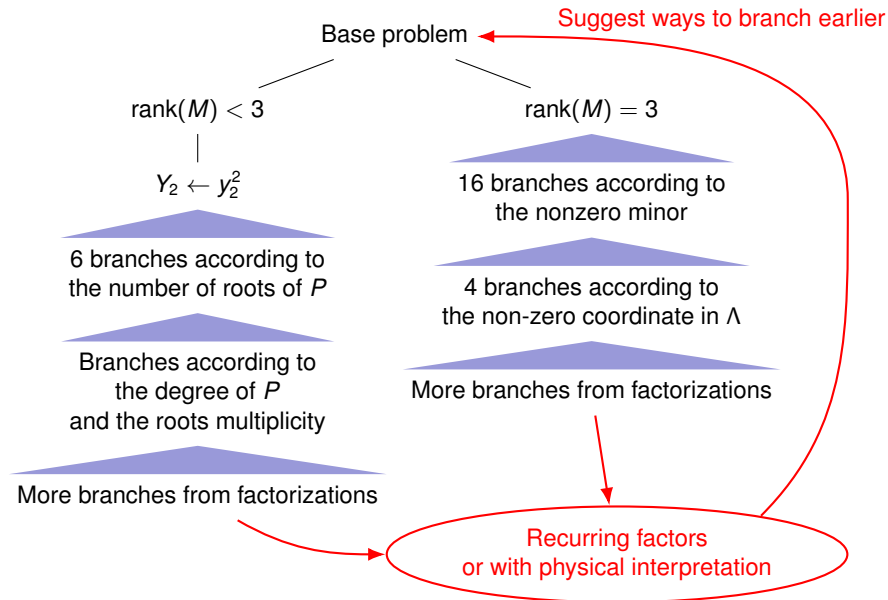 Suggest ways to branch earlier
Base problem
rank(M) < 3
rank(M) = 3
Y₂ ← y₂²
16 branches according to
the nonzero minor
6 branches according to
the number of roots of P
4 branches according to
the non-zero coordinate in Λ
Branches according to
the degree of P
and the roots multiplicity
More branches from factorizations
More branches from factorizations
Recurring factors
or with physical interpretation